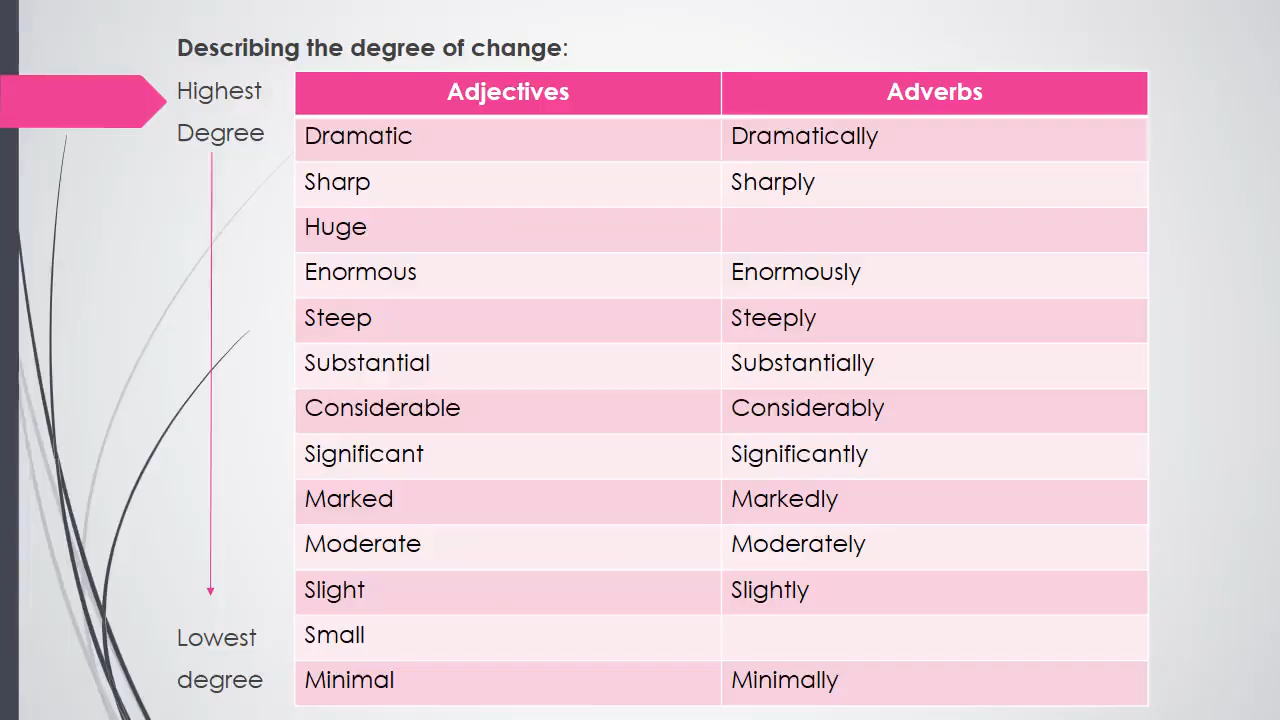 Describing the degree of change:
Highest
Degree
Adjectives Adverbs
Dramatic Dramatically
Sharp Sharply
Huge
Enormous Enormously
Steep Steeply
Substantial Substantially
Considerable Considerably
Significant Significantly
Marked Markedly
Moderate Moderately
Slight Slightly
Small
Minimal Minimally
Lowest
degree